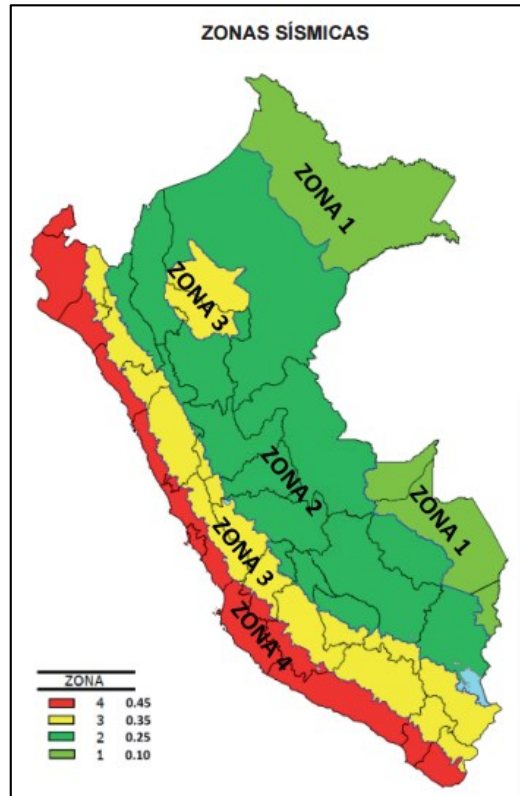 ZONAS SÍSMICAS
ZONA 1
ZONA 3
ZONA 2
ZONA 1
ZONA 3
ZONA 4
ZONA
4 0.45
3 0.35
2 0.25
1 0.10